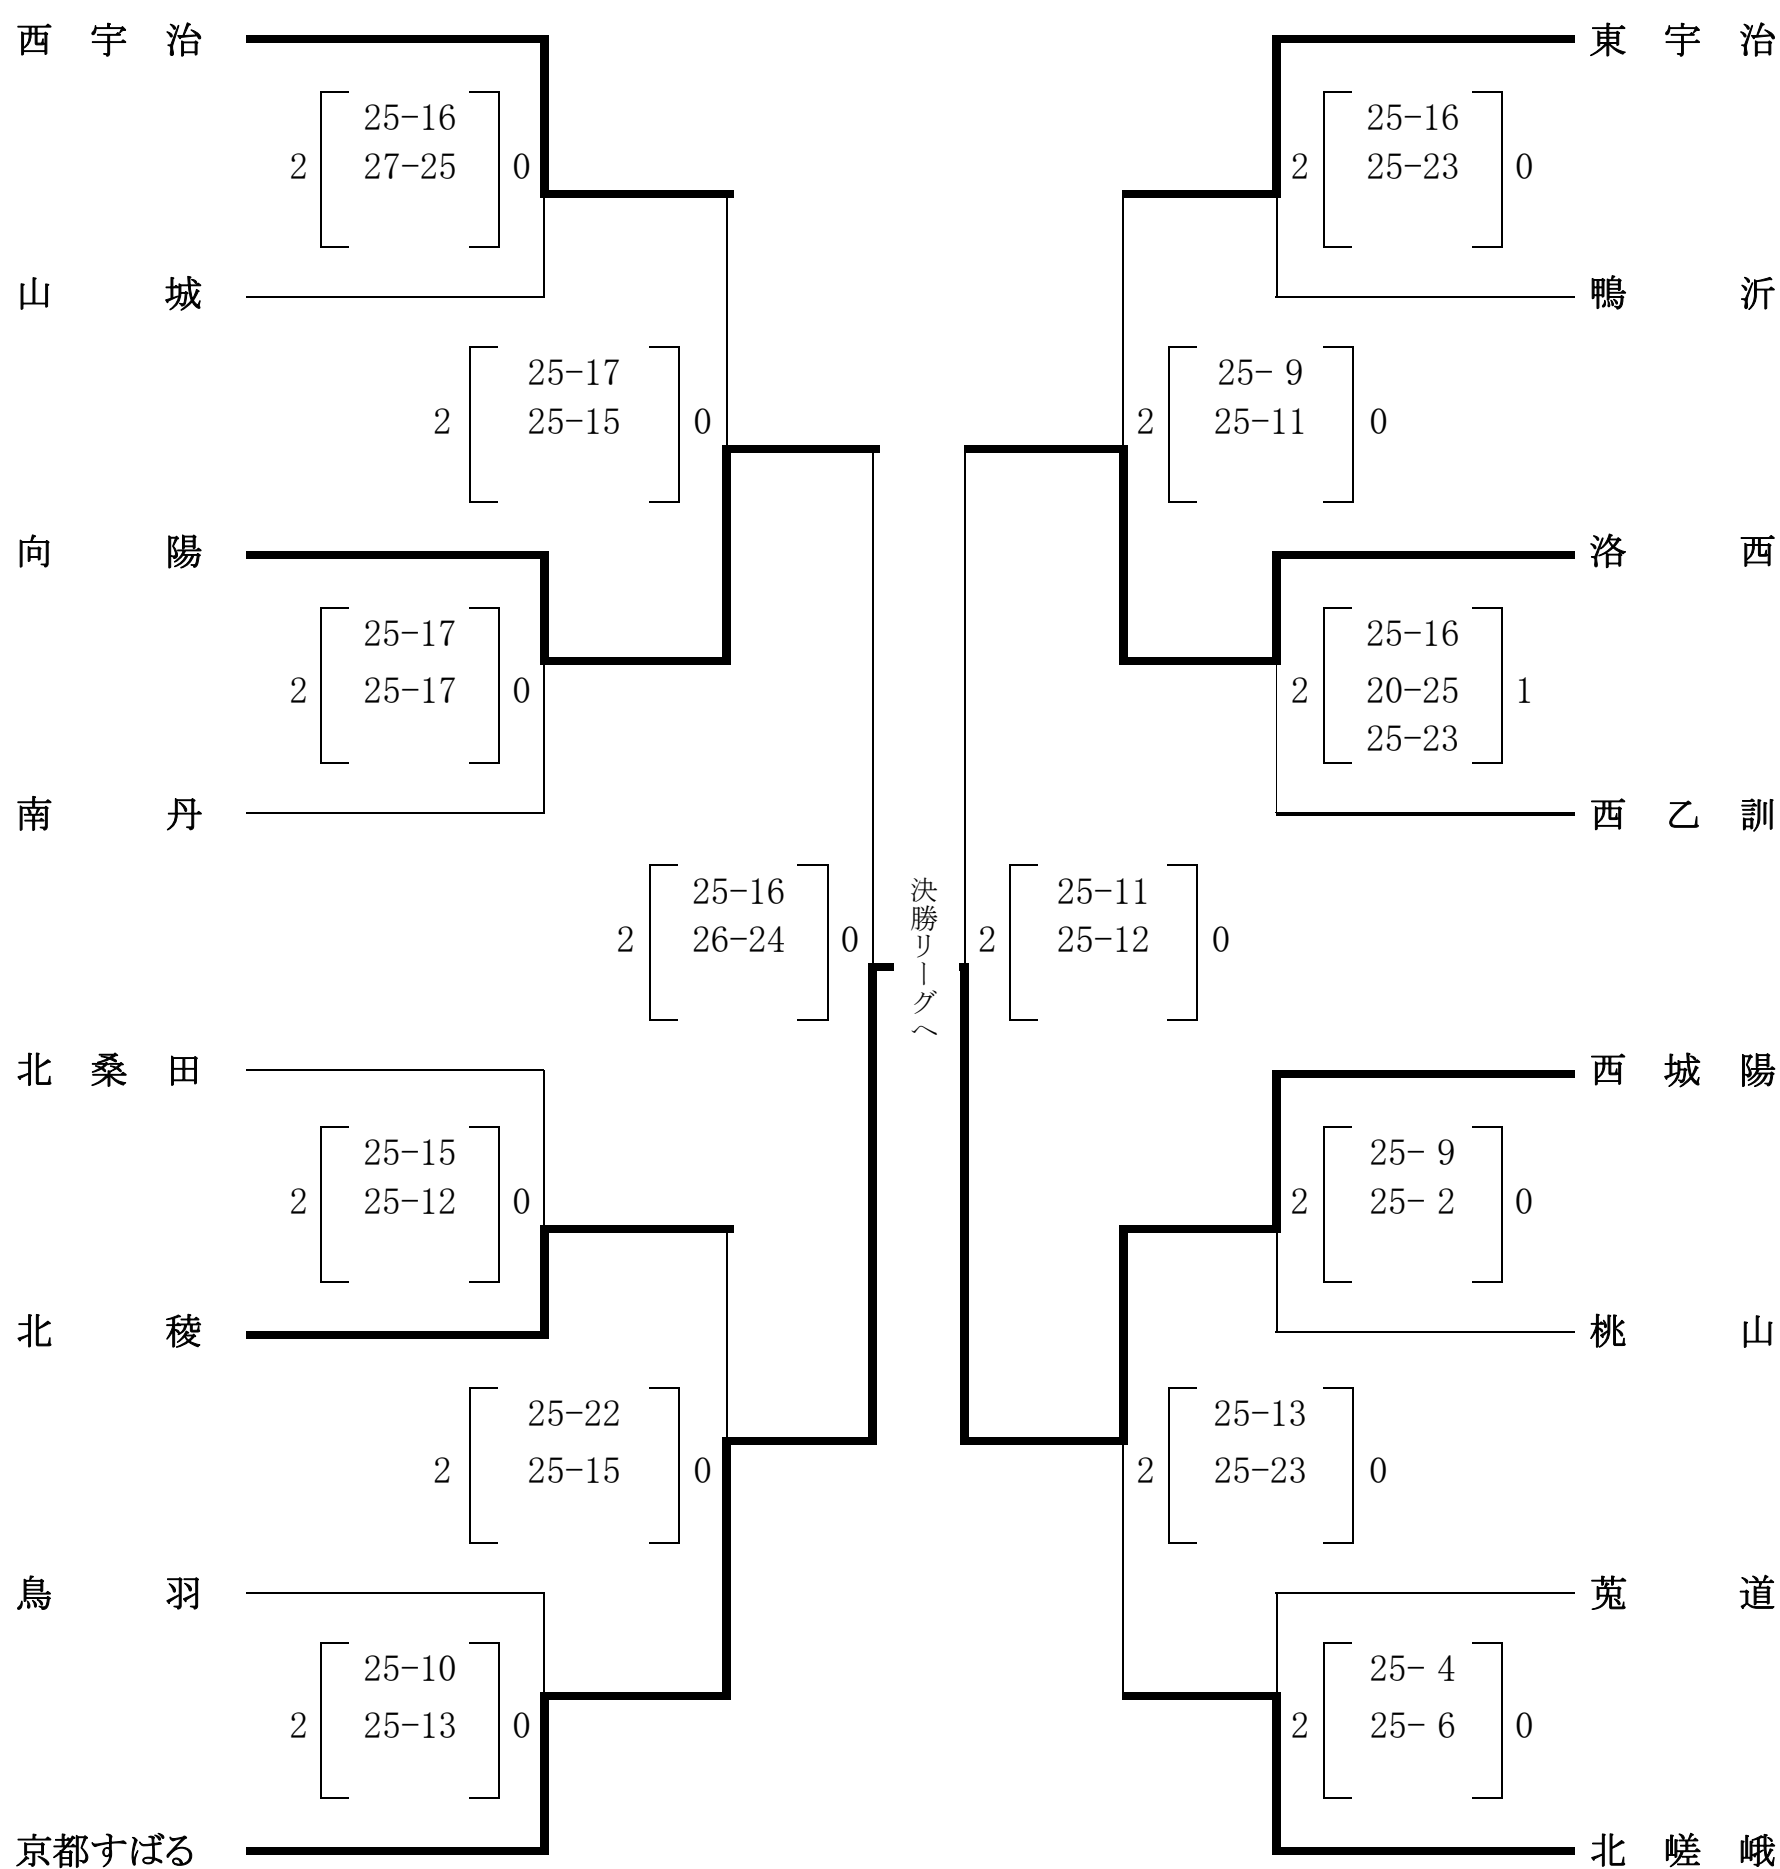 西宇治
25-16
2 27-25 0
山城
25-17
2 25-15 0
向陽
25-17
2 25-17 0
南丹
25-16
2 26-24 0
北桑田
25-15
2 25-12 0
北稜
25-22
2 25-15 0
鳥羽
25-10
2 25-13 0
京都すばる
決勝リーグへ
東宇治
25-16
2 25-23 0
鴨沂
25- 9
2 25-11 0
洛西
25-16
2 20-25 1
25-23
西乙訓
25-11
2 25-12 0
西城陽
25- 9
2 25- 2 0
桃山
25-13
2 25-23 0
莵道
25- 4
2 25- 6 0
北嵯峨